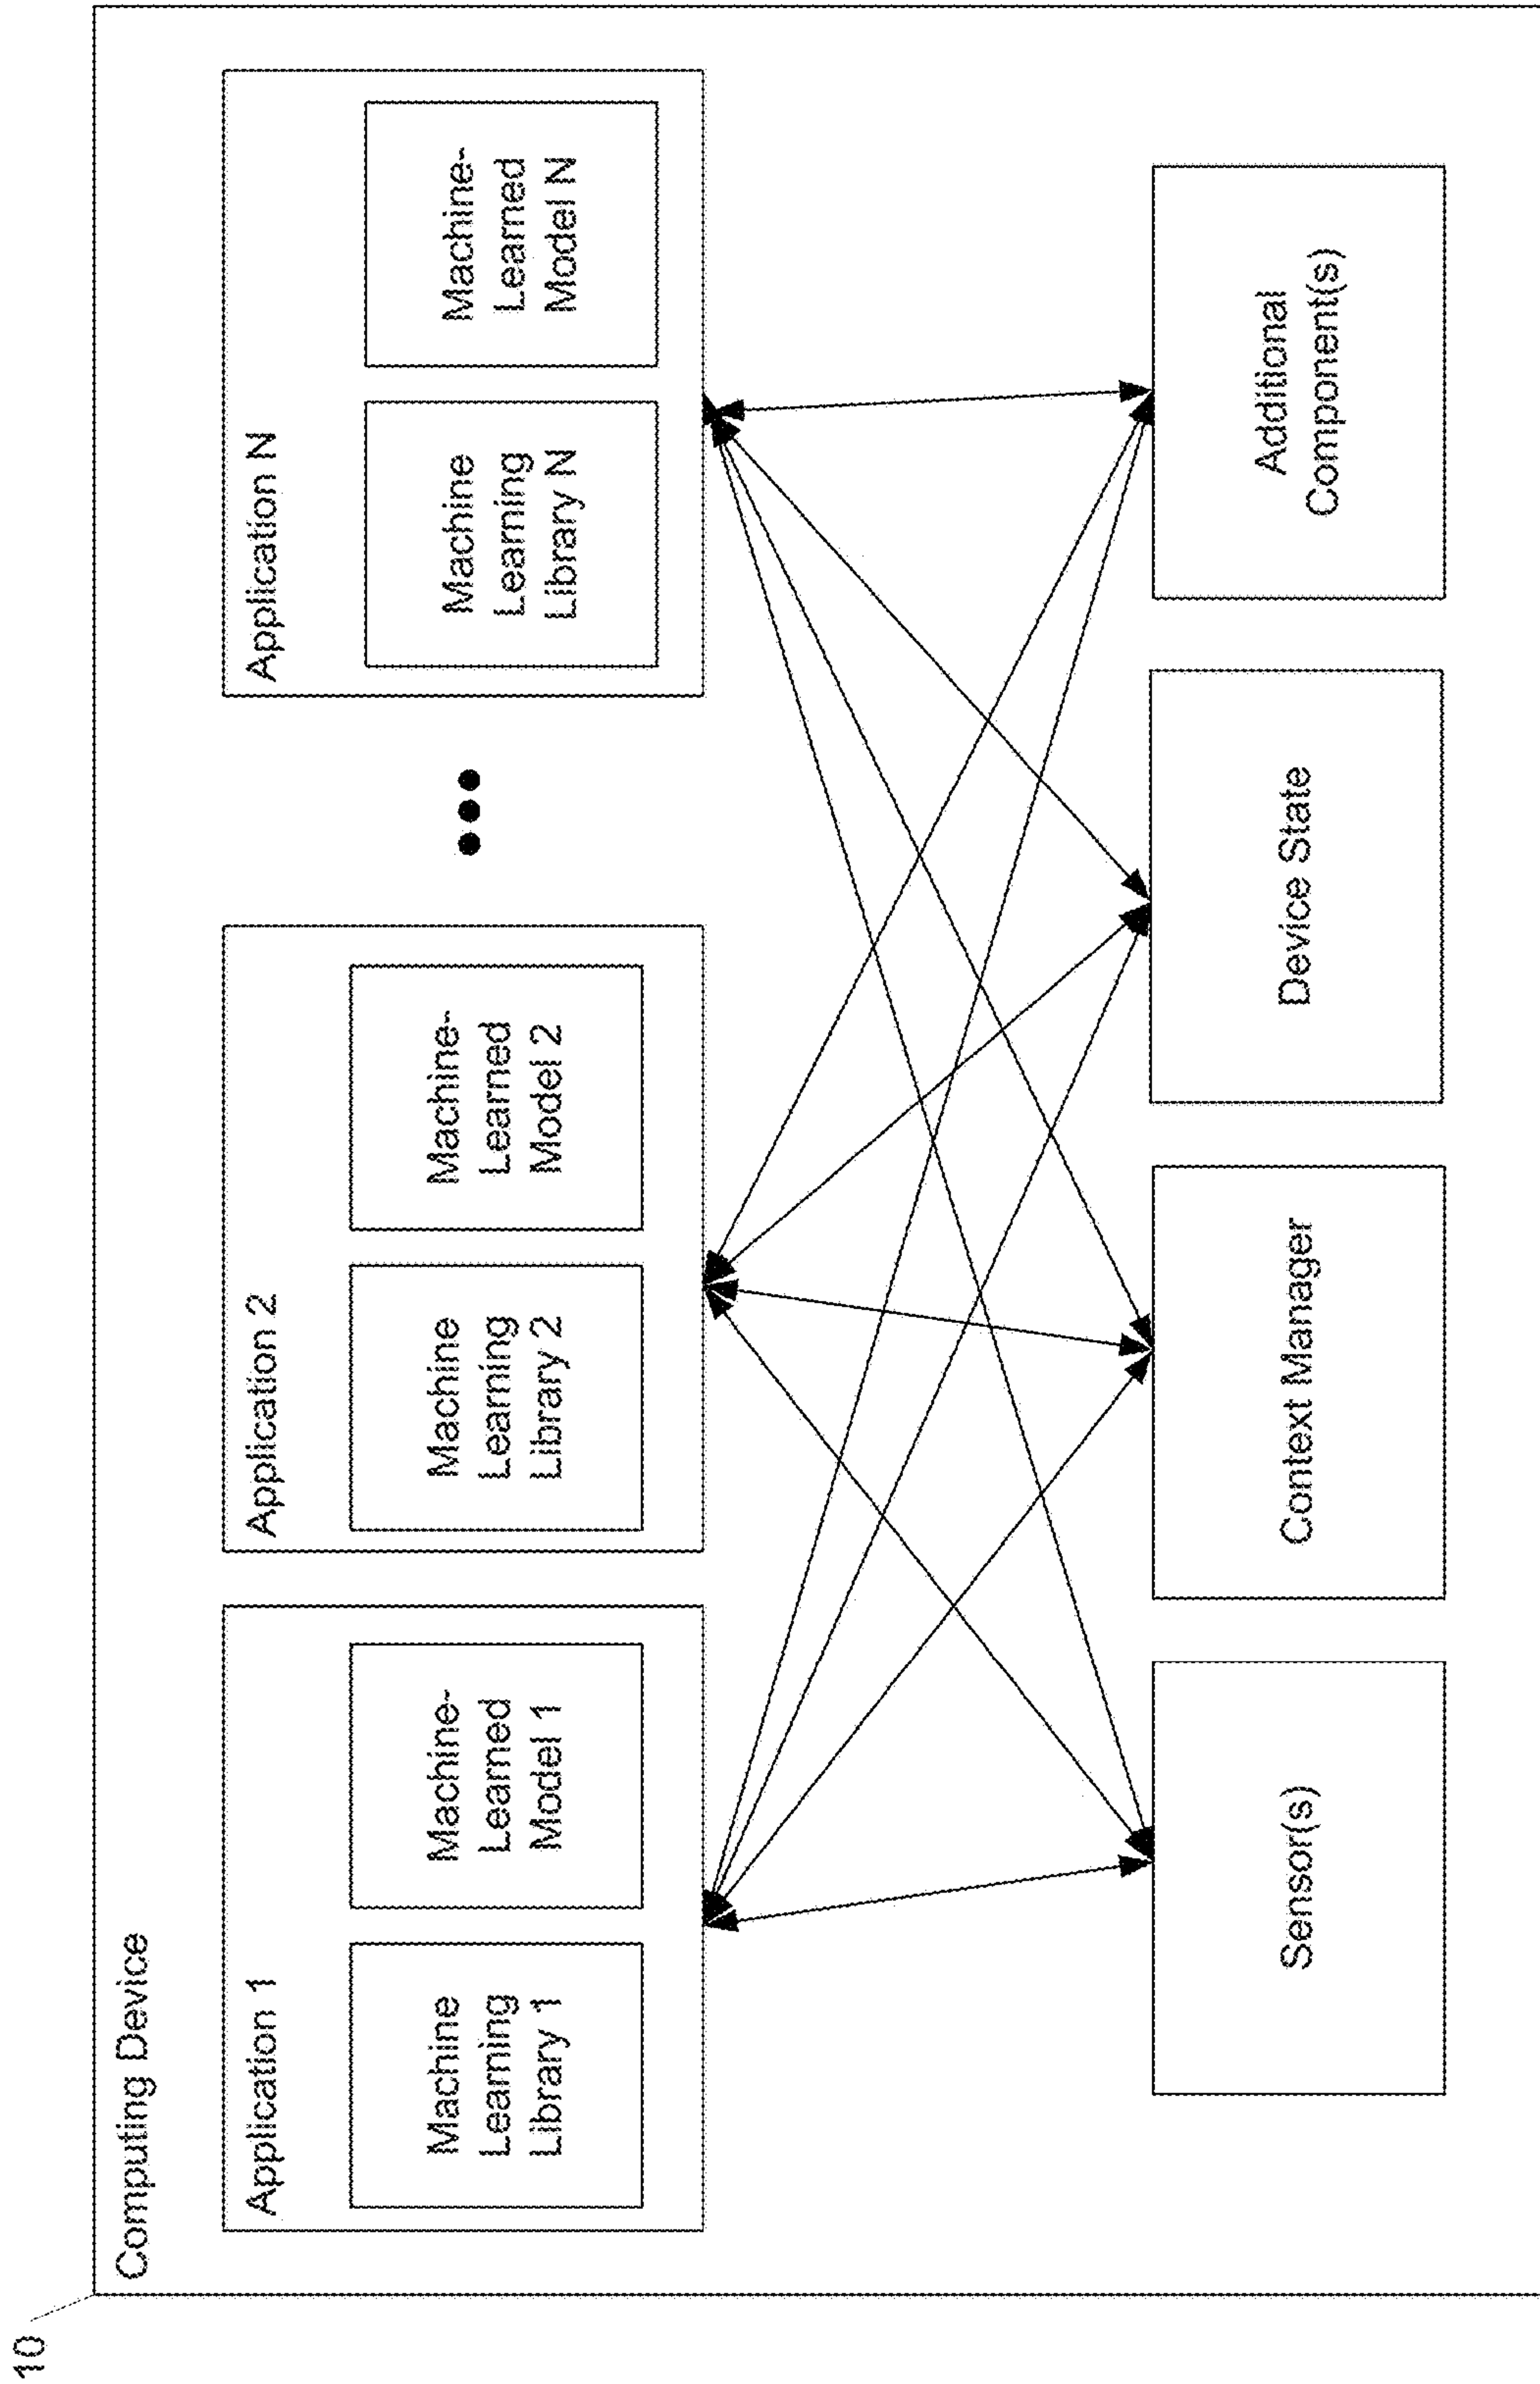 10
Computing Device
Application 1
Machine
Learning
Library 1
Machine-
Learned
Model 1
Application 2
Machine
Learning
Library 2
Machine-
Learned
Model 2
Application N
Machine
Learning
Library N
Machine-
Learned
Model N
Sensor(s)
Context Manager
Device State
Additional
Component(s)